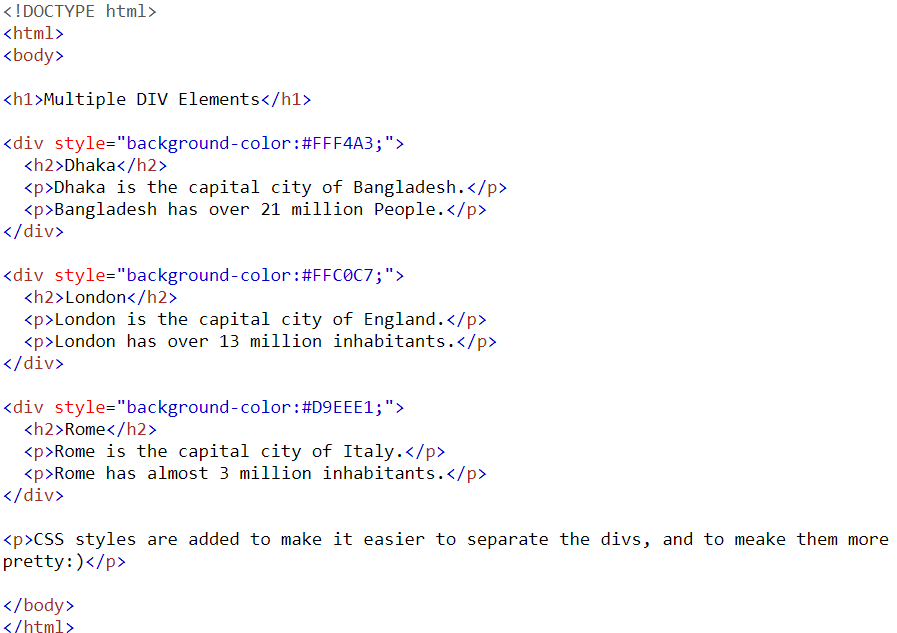 <!DOCTYPE html>
<html>
<body>

<h1>Multiple DIV Elements</h1>

<div style="background-color:#FFF4A3;">
  <h2>Dhaka</h2>
  <p>Dhaka is the capital city of Bangladesh.</p>
  <p>Bangladesh has over 21 million People.</p>
</div>

<div style="background-color:#FFC0C7;">
  <h2>London</h2>
  <p>London is the capital city of England.</p>
  <p>London has over 13 million inhabitants.</p>
</div>

<div style="background-color:#D9EEE1;">
  <h2>Rome</h2>
  <p>Rome is the capital city of Italy.</p>
  <p>Rome has almost 3 million inhabitants.</p>
</div>

<p>CSS styles are added to make it easier to separate the divs, and to meake them more
pretty:)</p>

</body>
</html>